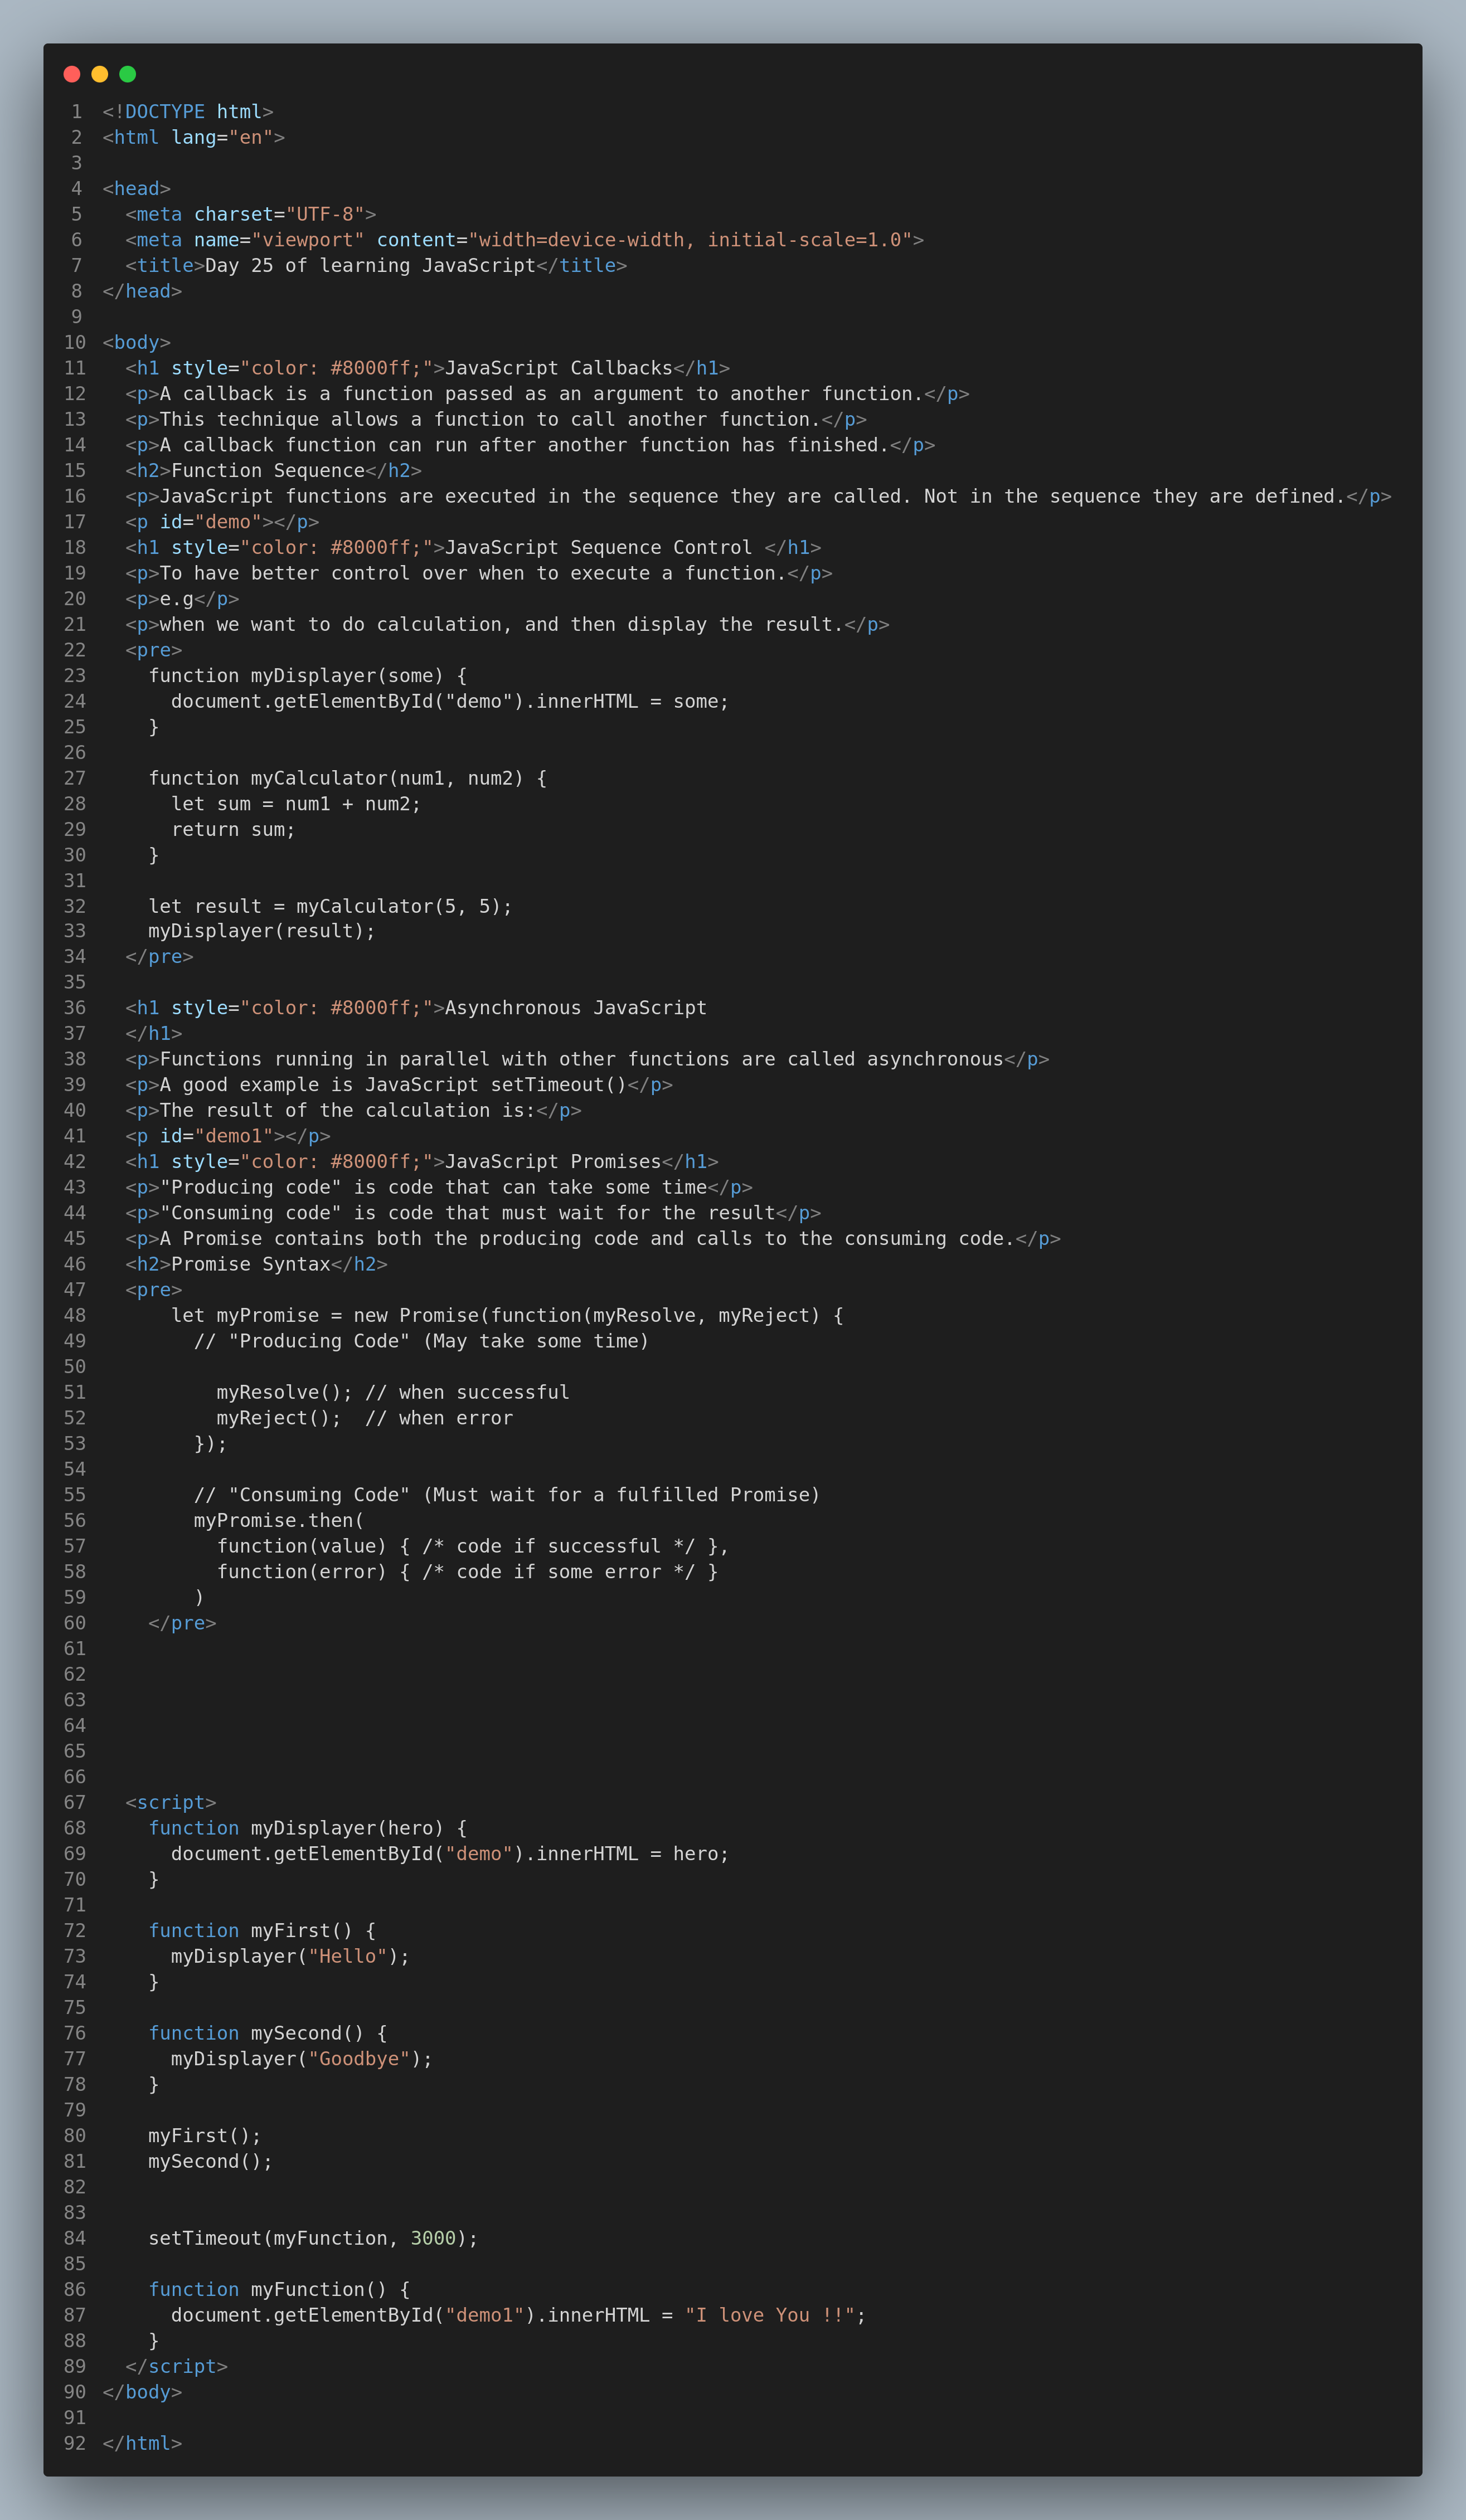 1 <!DOCTYPE html>
2 <html lang="en">
3
4 <head>
5   <meta charset="UTF-8">
6   <meta name="viewport" content="width=device-width, initial-scale=1.0">
7   <title>Day 25 of learning JavaScript</title>
8 </head>
9
10 <body>
11   <h1 style="color: #8000ff;">JavaScript Callbacks</h1>
12   <p>A callback is a function passed as an argument to another function.</p>
13   <p>This technique allows a function to call another function.</p>
14   <p>A callback function can run after another function has finished.</p>
15   <h2>Function Sequence</h2>
16   <p>JavaScript functions are executed in the sequence they are called. Not in the sequence they are defined.</p>
17   <p id="demo"></p>
18   <h1 style="color: #8000ff;">JavaScript Sequence Control </h1>
19   <p>To have better control over when to execute a function.</p>
20   <p>e.g</p>
21   <p>when we want to do calculation, and then display the result.</p>
22   <pre>
23     function myDisplayer(some) {
24       document.getElementById("demo").innerHTML = some;
25     }
26
27     function myCalculator(num1, num2) {
28       let sum = num1 + num2;
29       return sum;
30     }
31
32     let result = myCalculator(5, 5);
33     myDisplayer(result);
34   </pre>
35
36   <h1 style="color: #8000ff;">Asynchronous JavaScript
37   </h1>
38   <p>Functions running in parallel with other functions are called asynchronous</p>
39   <p>A good example is JavaScript setTimeout()</p>
40   <p>The result of the calculation is:</p>
41   <p id="demo1"></p>
42   <h1 style="color: #8000ff;">JavaScript Promises</h1>
43   <p>"Producing code" is code that can take some time</p>
44   <p>"Consuming code" is code that must wait for the result</p>
45   <p>A Promise contains both the producing code and calls to the consuming code.</p>
46   <h2>Promise Syntax</h2>
47   <pre>
48       let myPromise = new Promise(function(myResolve, myReject) {
49         // "Producing Code" (May take some time)
50
51           myResolve(); // when successful
52           myReject();  // when error
53         });
54
55         // "Consuming Code" (Must wait for a fulfilled Promise)
56         myPromise.then(
57           function(value) { /* code if successful */ },
58           function(error) { /* code if some error */ }
59         )
60     </pre>
61
62
63
64
65
66
67   <script>
68     function myDisplayer(hero) {
69       document.getElementById("demo").innerHTML = hero;
70     }
71
72     function myFirst() {
73       myDisplayer("Hello");
74     }
75
76     function mySecond() {
77       myDisplayer("Goodbye");
78     }
79
80     myFirst();
81     mySecond();
82
83
84     setTimeout(myFunction, 3000);
85
86     function myFunction() {
87       document.getElementById("demo1").innerHTML = "I love You !!";
88     }
89   </script>
90 </body>
91
92 </html>